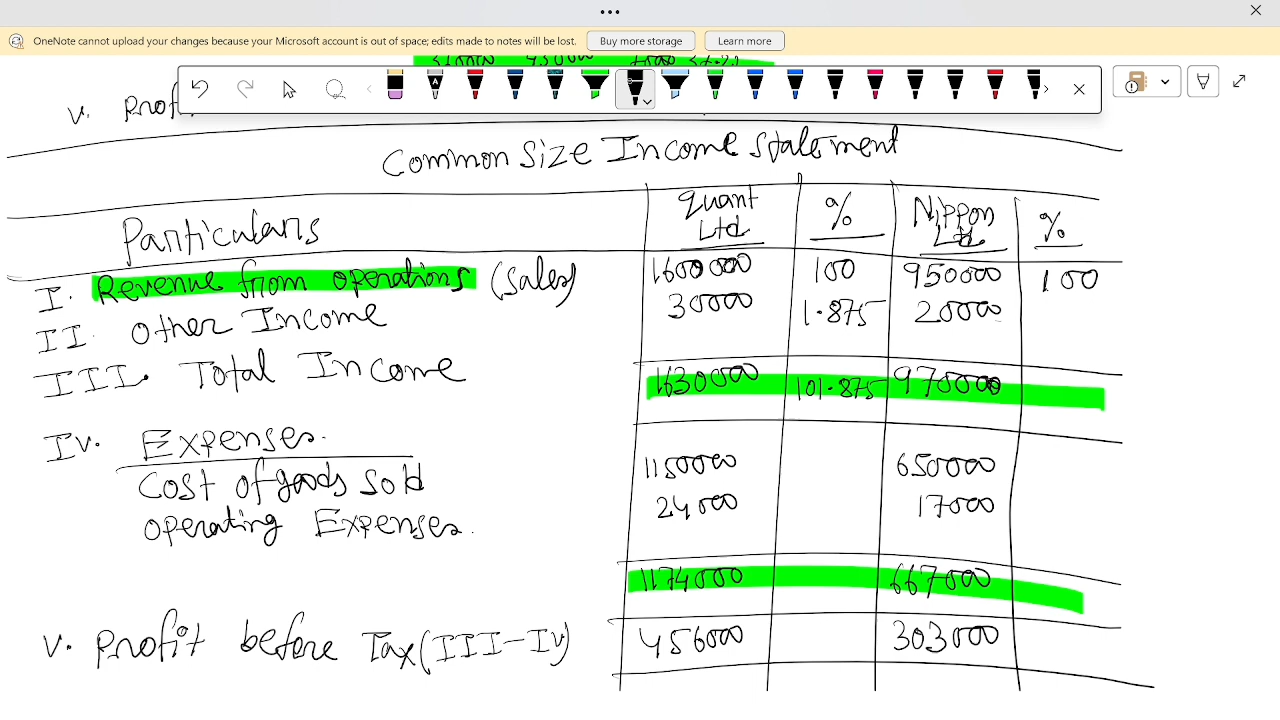 OneNote cannot upload your changes because your Microsoft account is out of space; edits made to notes will be lost. Buy more storage Learn more
v. Prof
Common Size Income Statement
Particulars Quant Ltd % Nippon Ltd %
I. Revenue from operations (Sales) 1600000 100 950000 100
II. Other Income 30000 1.875 20000
III. Total Income 1630000 101.875 970000
Iv. Expenses.
Cost of goods Sold 1150000 650000
operating Expenses. 24000 17000
1174000 667000
v. Profit before Tax (III-Iv) 456000 303000